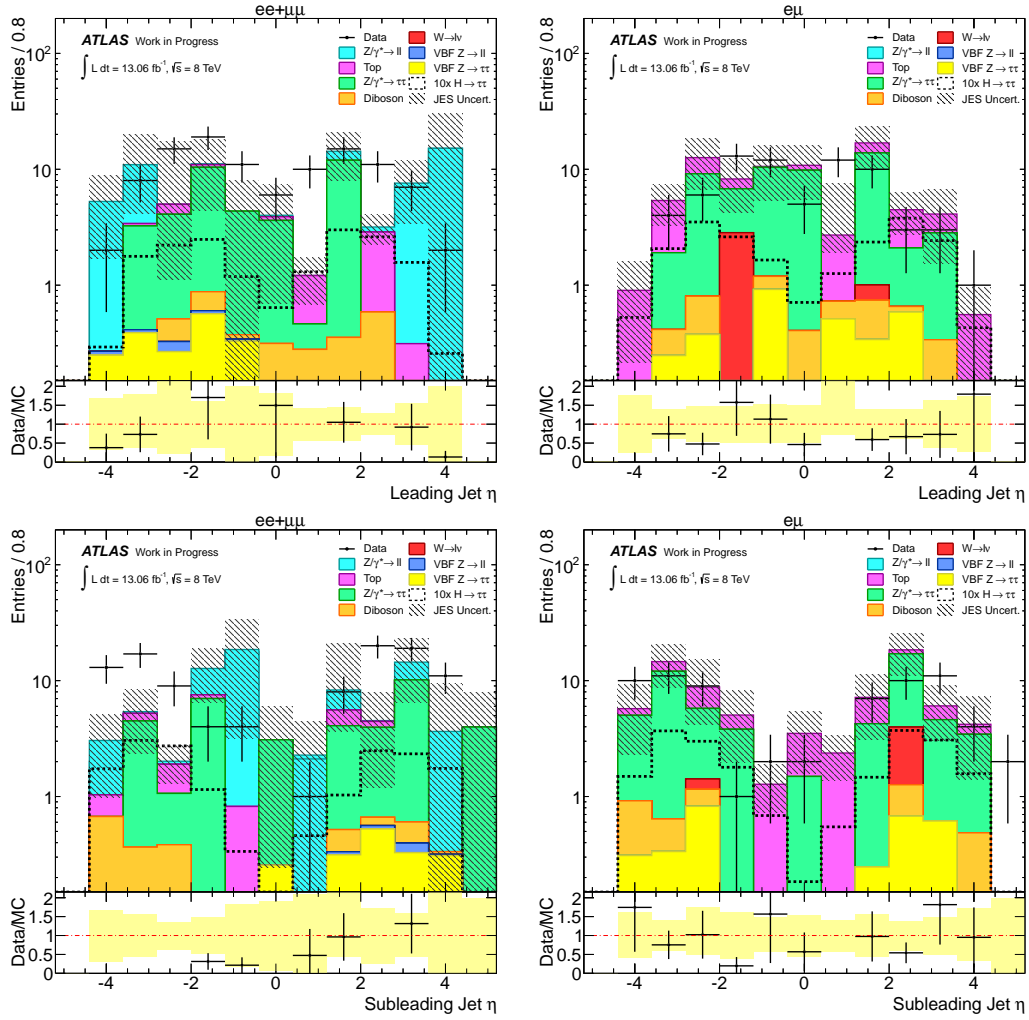 ee+μμ
Entries / 0.8
10²
10
1
ATLAS Work in Progress
∫ L dt = 13.06 fb⁻¹, √s = 8 TeV
Data
Z/γ*→ll
Top
Z/γ*→ττ
Diboson
W→lν
VBF Z→ll
VBF Z→ττ
10x H→ττ
JES Uncert.
Data/MC
2
1.5
1
0.5
0
-4 -2 0 2 4
Leading Jet η
eμ
Entries / 0.8
10²
10
1
ATLAS Work in Progress
∫ L dt = 13.06 fb⁻¹, √s = 8 TeV
Data
Z/γ*→ll
Top
Z/γ*→ττ
Diboson
W→lν
VBF Z→ll
VBF Z→ττ
10x H→ττ
JES Uncert.
Data/MC
2
1.5
1
0.5
0
-4 -2 0 2 4
Leading Jet η
ee+μμ
Entries / 0.8
10²
10
1
ATLAS Work in Progress
∫ L dt = 13.06 fb⁻¹, √s = 8 TeV
Data
Z/γ*→ll
Top
Z/γ*→ττ
Diboson
W→lν
VBF Z→ll
VBF Z→ττ
10x H→ττ
JES Uncert.
Data/MC
2
1.5
1
0.5
0
-4 -2 0 2 4
Subleading Jet η
eμ
Entries / 0.8
10²
10
1
ATLAS Work in Progress
∫ L dt = 13.06 fb⁻¹, √s = 8 TeV
Data
Z/γ*→ll
Top
Z/γ*→ττ
Diboson
W→lν
VBF Z→ll
VBF Z→ττ
10x H→ττ
JES Uncert.
Data/MC
2
1.5
1
0.5
0
-4 -2 0 2 4
Subleading Jet η